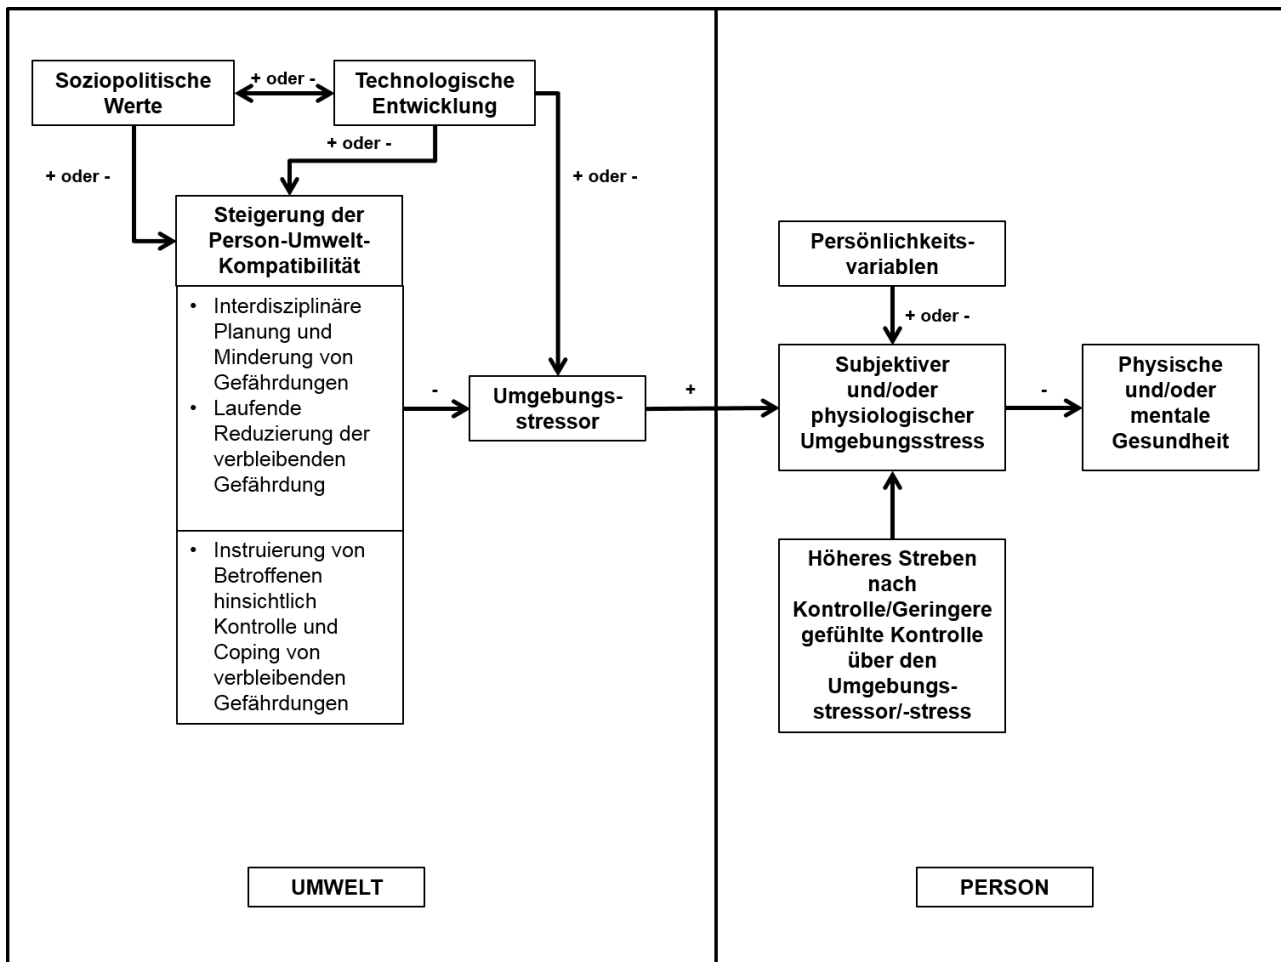 Soziopolitische
Werte
+ oder -
Technologische
Entwicklung
+ oder -
+ oder -
+ oder -
Steigerung der
Person-Umwelt-
Kompatibilität
• Interdisziplinäre
Planung und
Minderung von
Gefährdungen
• Laufende
Reduzierung der
verbleibenden
Gefährdung
• Instruierung von
Betroffenen
hinsichtlich
Kontrolle und
Coping von
verbleibenden
Gefährdungen
-
Umgebungs-
stressor
+
Persönlichkeits-
variablen
+ oder -
Subjektiver
und/oder
physiologischer
Umgebungsstress
-
Physische
und/oder
mentale
Gesundheit
Höheres Streben
nach
Kontrolle/Geringere
gefühlte Kontrolle
über den
Umgebungs-
stressor/-stress
UMWELT
PERSON